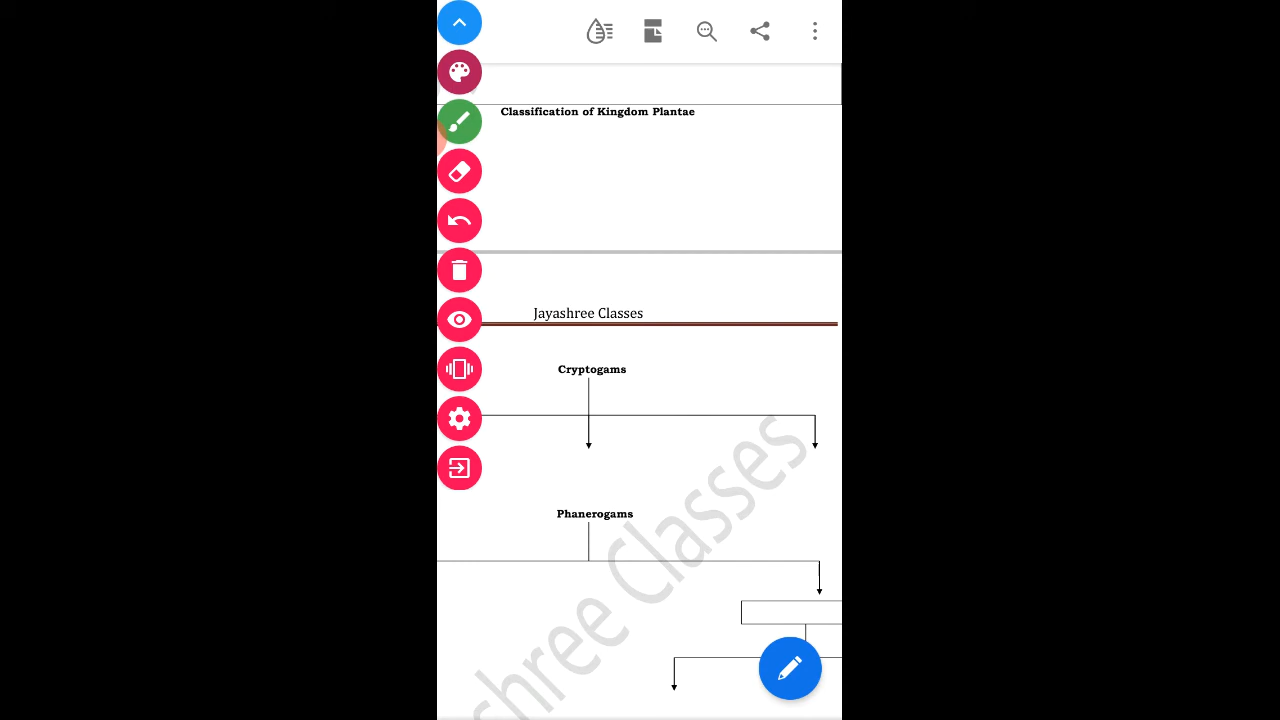 Classification of Kingdom Plantae
Jayashree Classes
Cryptogams
Phanerogams
shree Classes